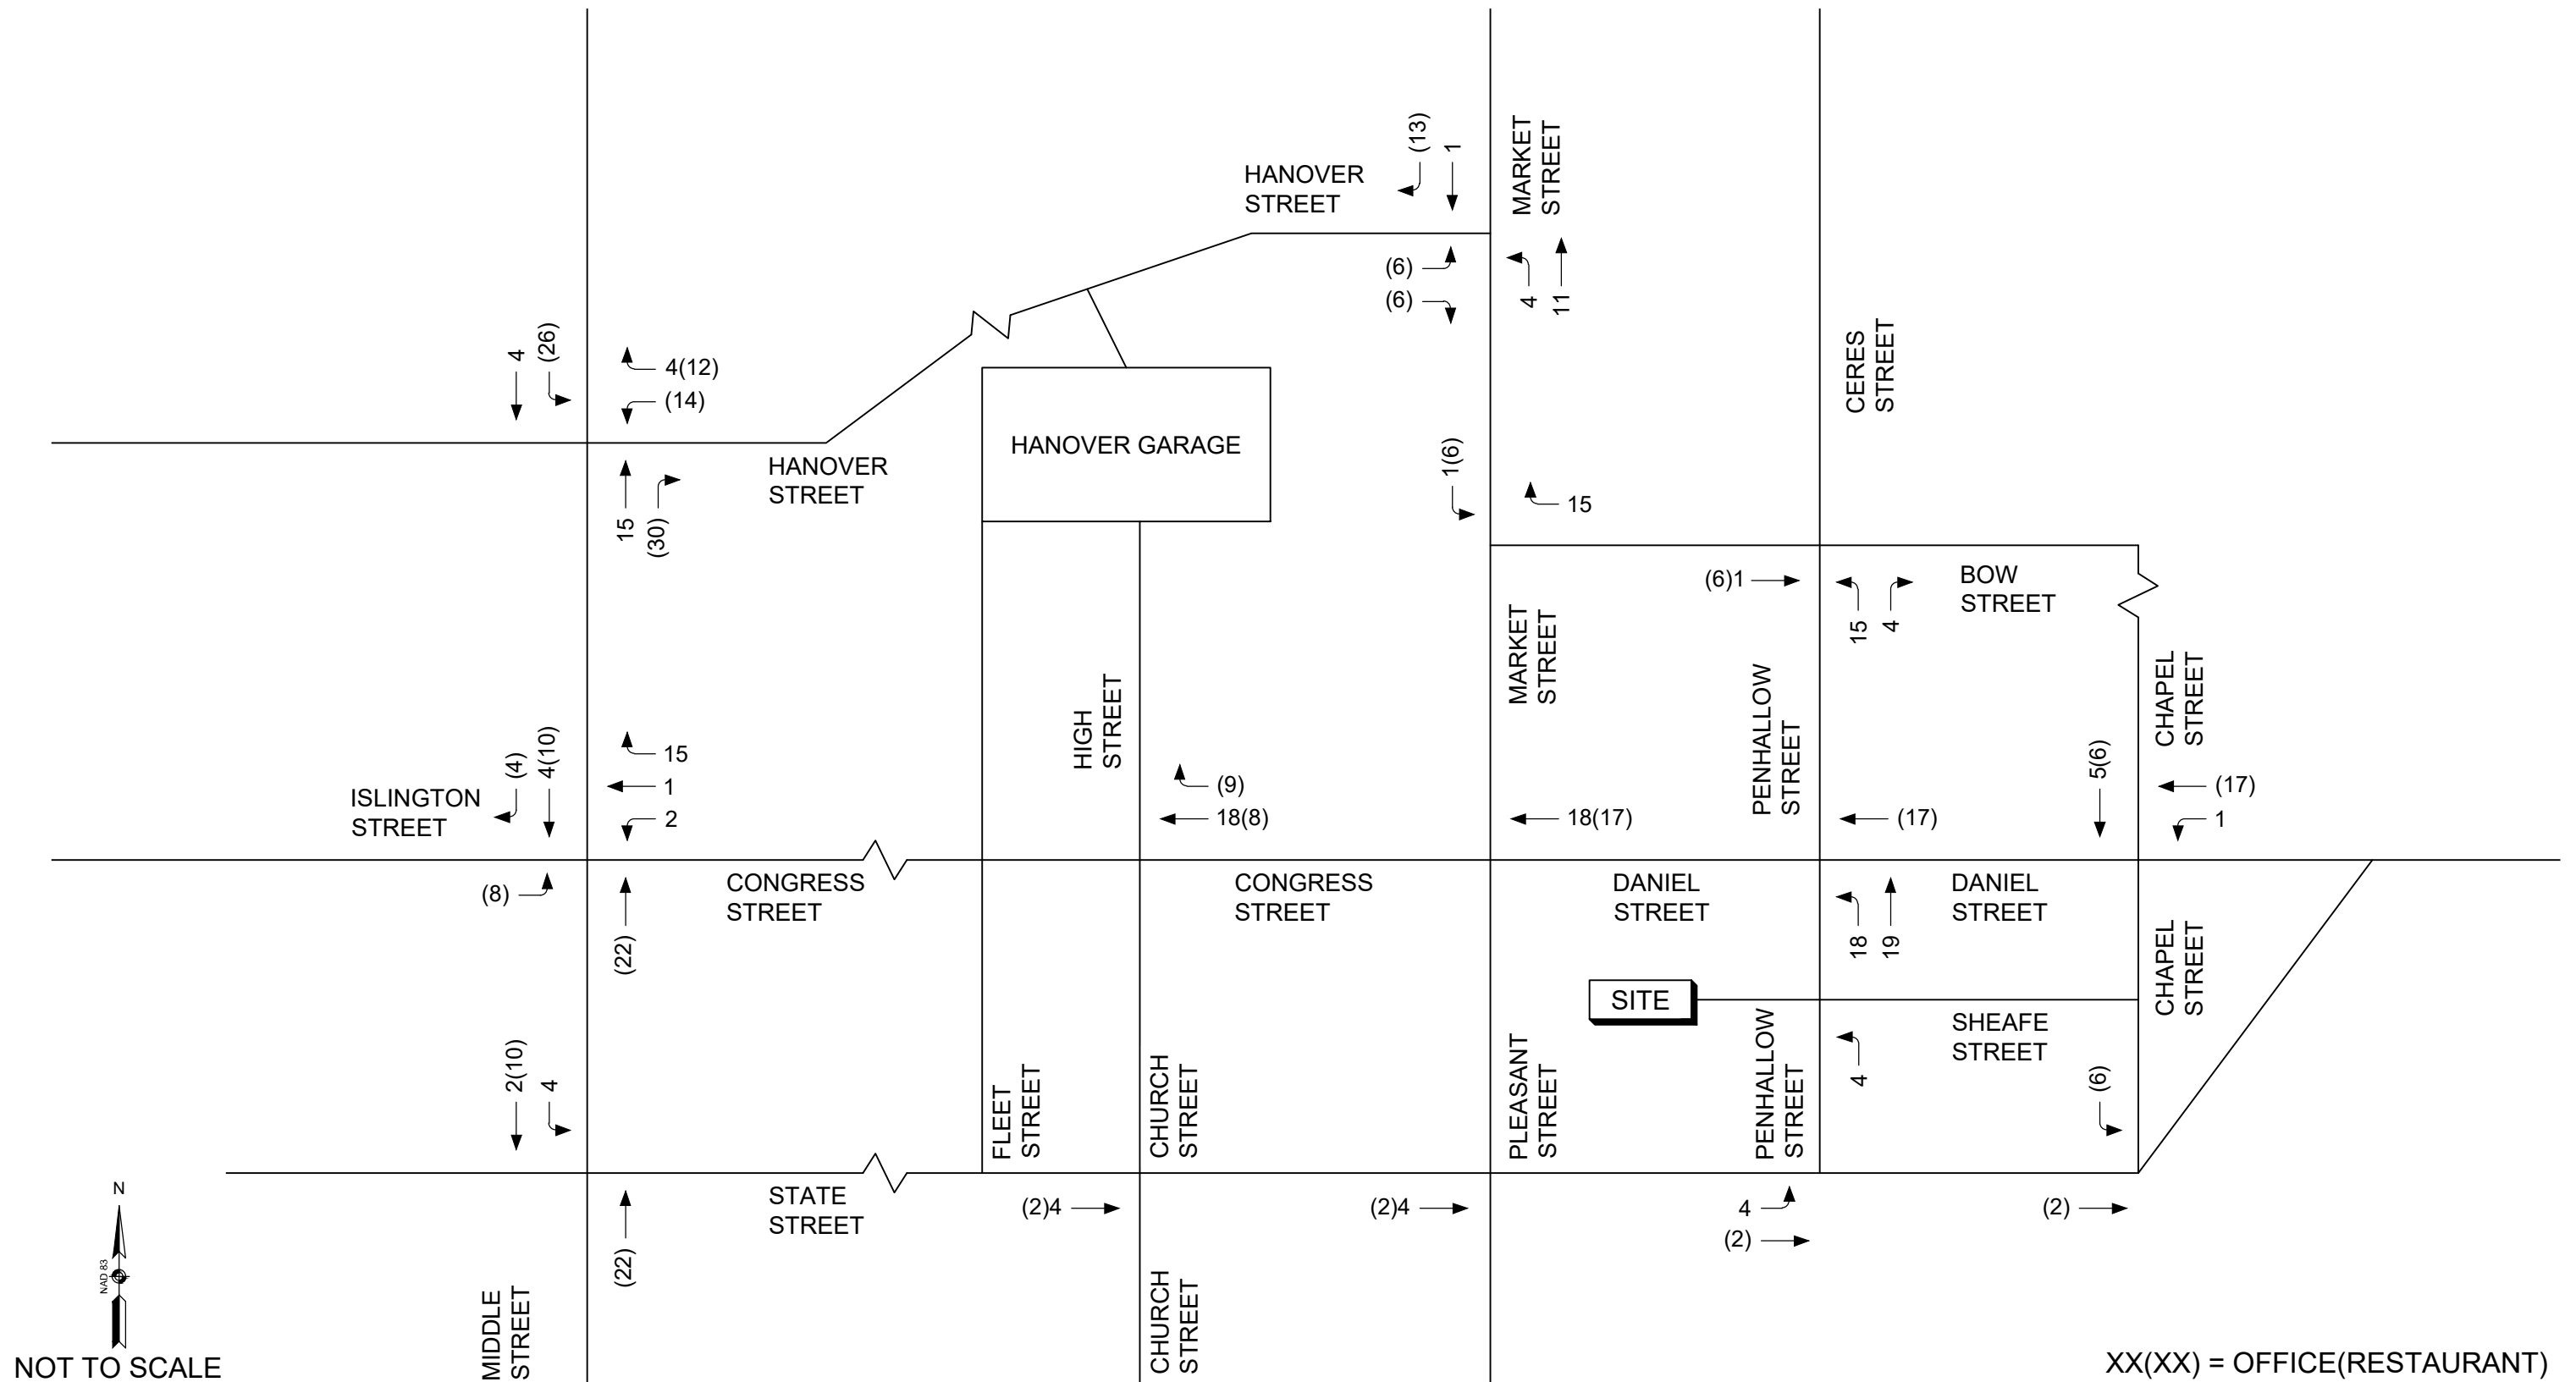 (13)
1
MARKET
STREET
HANOVER
STREET
(6)
(6)
4
11
CERES
STREET
4
(26)
4(12)
(14)
HANOVER GARAGE
HANOVER
STREET
15
(30)
1(6)
15
(6)1
15
4
BOW
STREET
MARKET
STREET
PENHALLOW
STREET
CHAPEL
STREET
HIGH
STREET
ISLINGTON
STREET
(4)
4(10)
15
1
2
(9)
18(8)
18(17)
(17)
5(6)
(17)
1
(8)
(22)
CONGRESS
STREET
CONGRESS
STREET
DANIEL
STREET
18
19
DANIEL
STREET
CHAPEL
STREET
SITE
SHEAFE
STREET
4
(6)
2(10)
4
FLEET
STREET
CHURCH
STREET
PLEASANT
STREET
PENHALLOW
STREET
STATE
STREET
(22)
(2)4
(2)4
4
(2)
(2)
N
NAD 83
NOT TO SCALE
MIDDLE
STREET
CHURCH
STREET
XX(XX) = OFFICE(RESTAURANT)